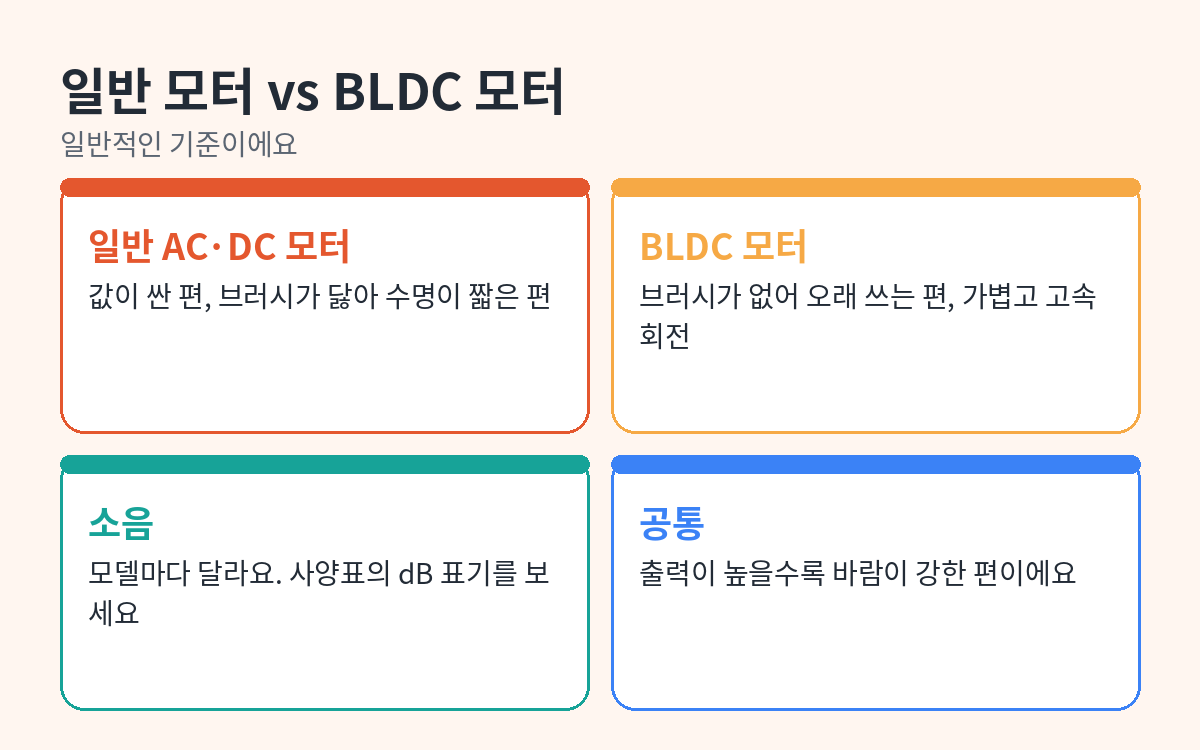 일반 모터 vs BLDC 모터
일반적인 기준이에요
일반 AC·DC 모터
값이 싼 편, 브러시가 닳아 수명이 짧은 편
BLDC 모터
브러시가 없어 오래 쓰는 편, 가볍고 고속
회전
소음
모델마다 달라요. 사양표의 dB 표기를 보
세요
공통
출력이 높을수록 바람이 강한 편이에요